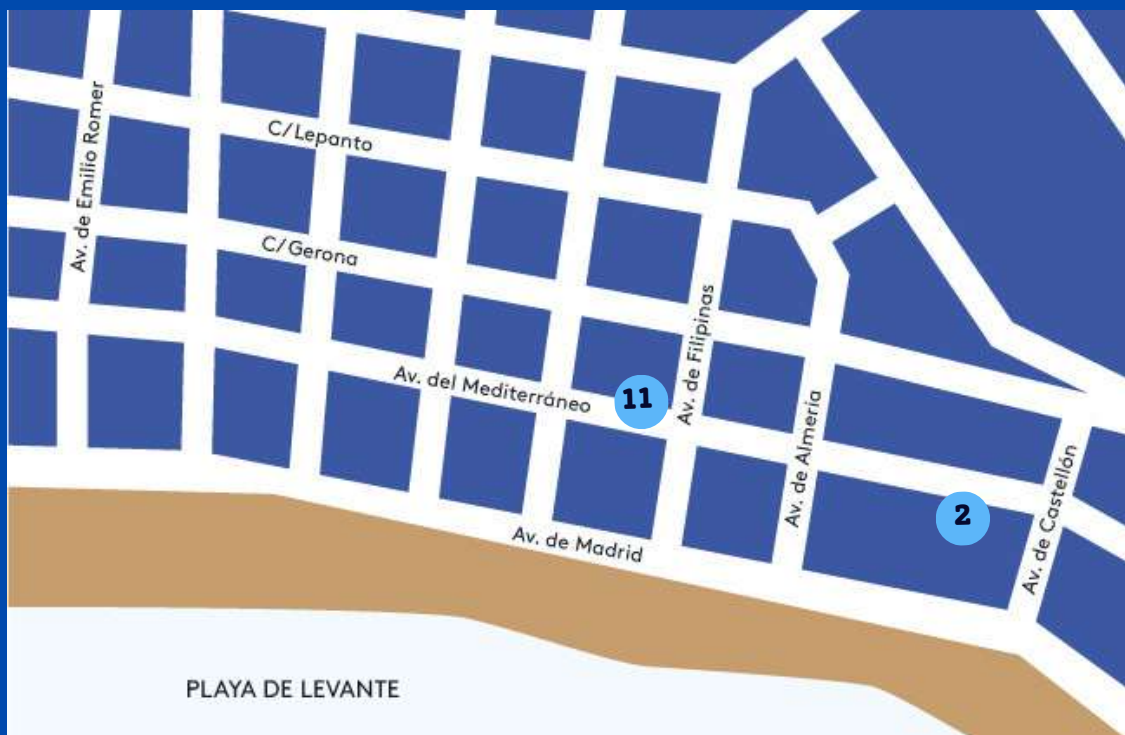 Av. de Emilio Romer
C/Lepanto
C/Gerona
Av. del Mediterráneo
11
Av. de Filipinas
Av. de Almería
2
Av. de Castellón
Av. de Madrid
PLAYA DE LEVANTE